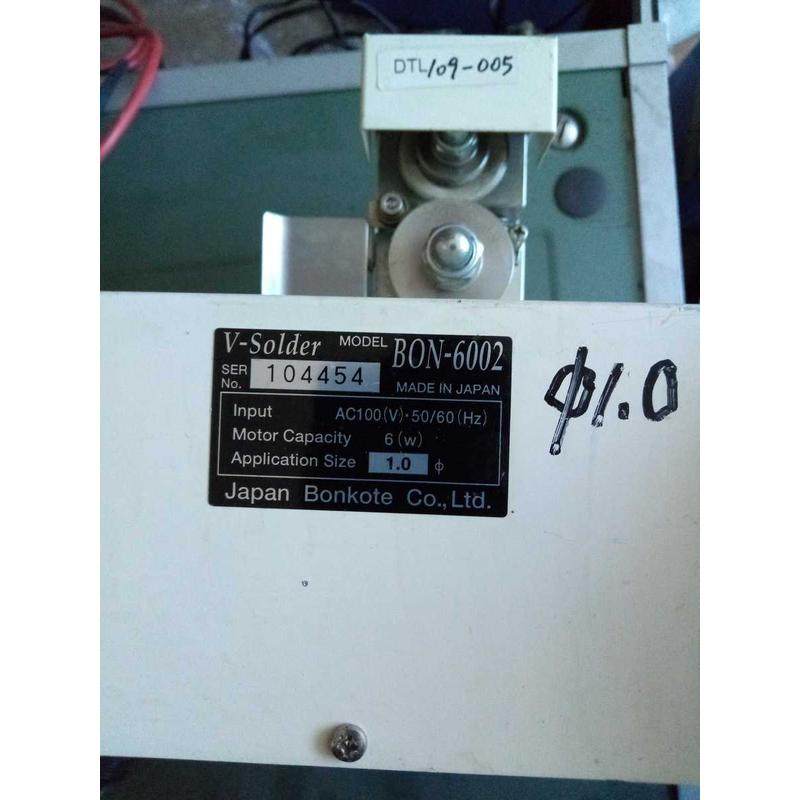 DTL109-005
V-Solder MODEL BON-6002
SER No. 104454 MADE IN JAPAN
Input AC100(V)·50/60(Hz)
Motor Capacity 6(w)
Application Size 1.0 ϕ
Japan Bonkote Co.,Ltd.
ϕ1.0